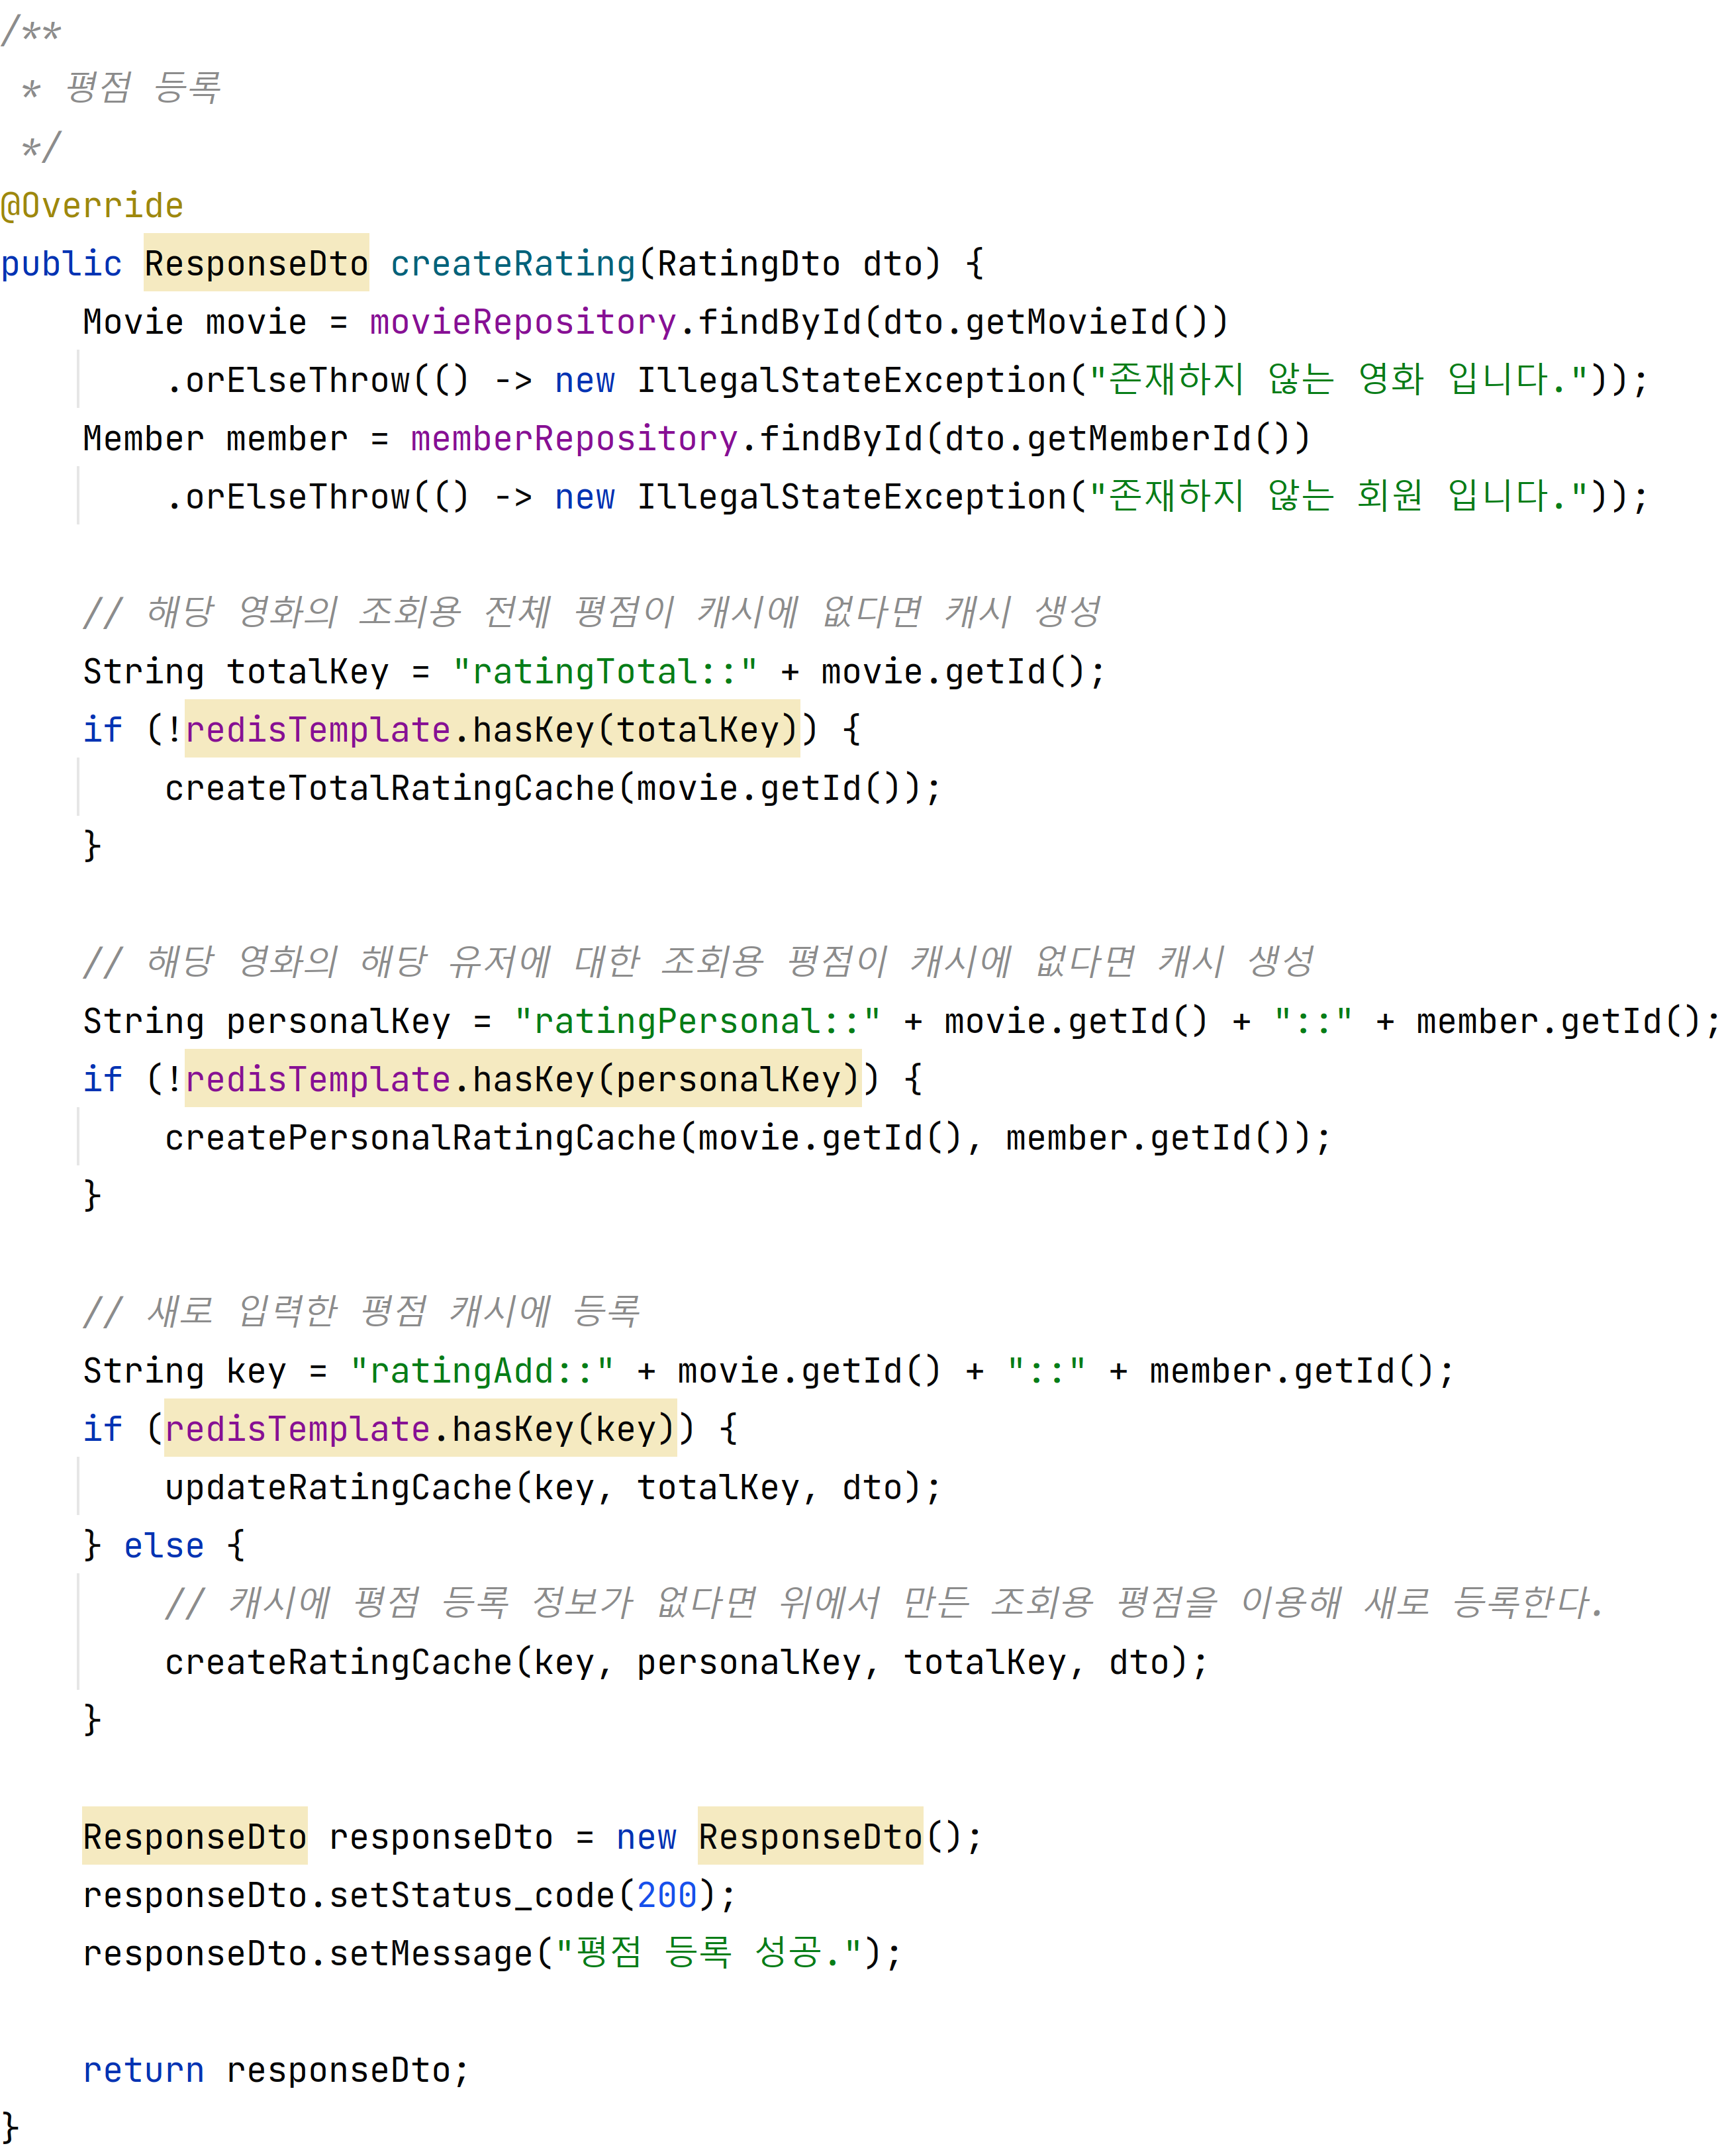 /**
 * 평점 등록
 */
@Override
public ResponseDto createRating(RatingDto dto) {
    Movie movie = movieRepository.findById(dto.getMovieId())
        .orElseThrow(() -> new IllegalStateException("존재하지 않는 영화 입니다."));
    Member member = memberRepository.findById(dto.getMemberId())
        .orElseThrow(() -> new IllegalStateException("존재하지 않는 회원 입니다."));

    // 해당 영화의 조회용 전체 평점이 캐시에 없다면 캐시 생성
    String totalKey = "ratingTotal::" + movie.getId();
    if (!redisTemplate.hasKey(totalKey)) {
        createTotalRatingCache(movie.getId());
    }

    // 해당 영화의 해당 유저에 대한 조회용 평점이 캐시에 없다면 캐시 생성
    String personalKey = "ratingPersonal::" + movie.getId() + "::" + member.getId();
    if (!redisTemplate.hasKey(personalKey)) {
        createPersonalRatingCache(movie.getId(), member.getId());
    }

    // 새로 입력한 평점 캐시에 등록
    String key = "ratingAdd::" + movie.getId() + "::" + member.getId();
    if (redisTemplate.hasKey(key)) {
        updateRatingCache(key, totalKey, dto);
    } else {
        // 캐시에 평점 등록 정보가 없다면 위에서 만든 조회용 평점을 이용해 새로 등록한다.
        createRatingCache(key, personalKey, totalKey, dto);
    }

    ResponseDto responseDto = new ResponseDto();
    responseDto.setStatus_code(200);
    responseDto.setMessage("평점 등록 성공.");

    return responseDto;
}